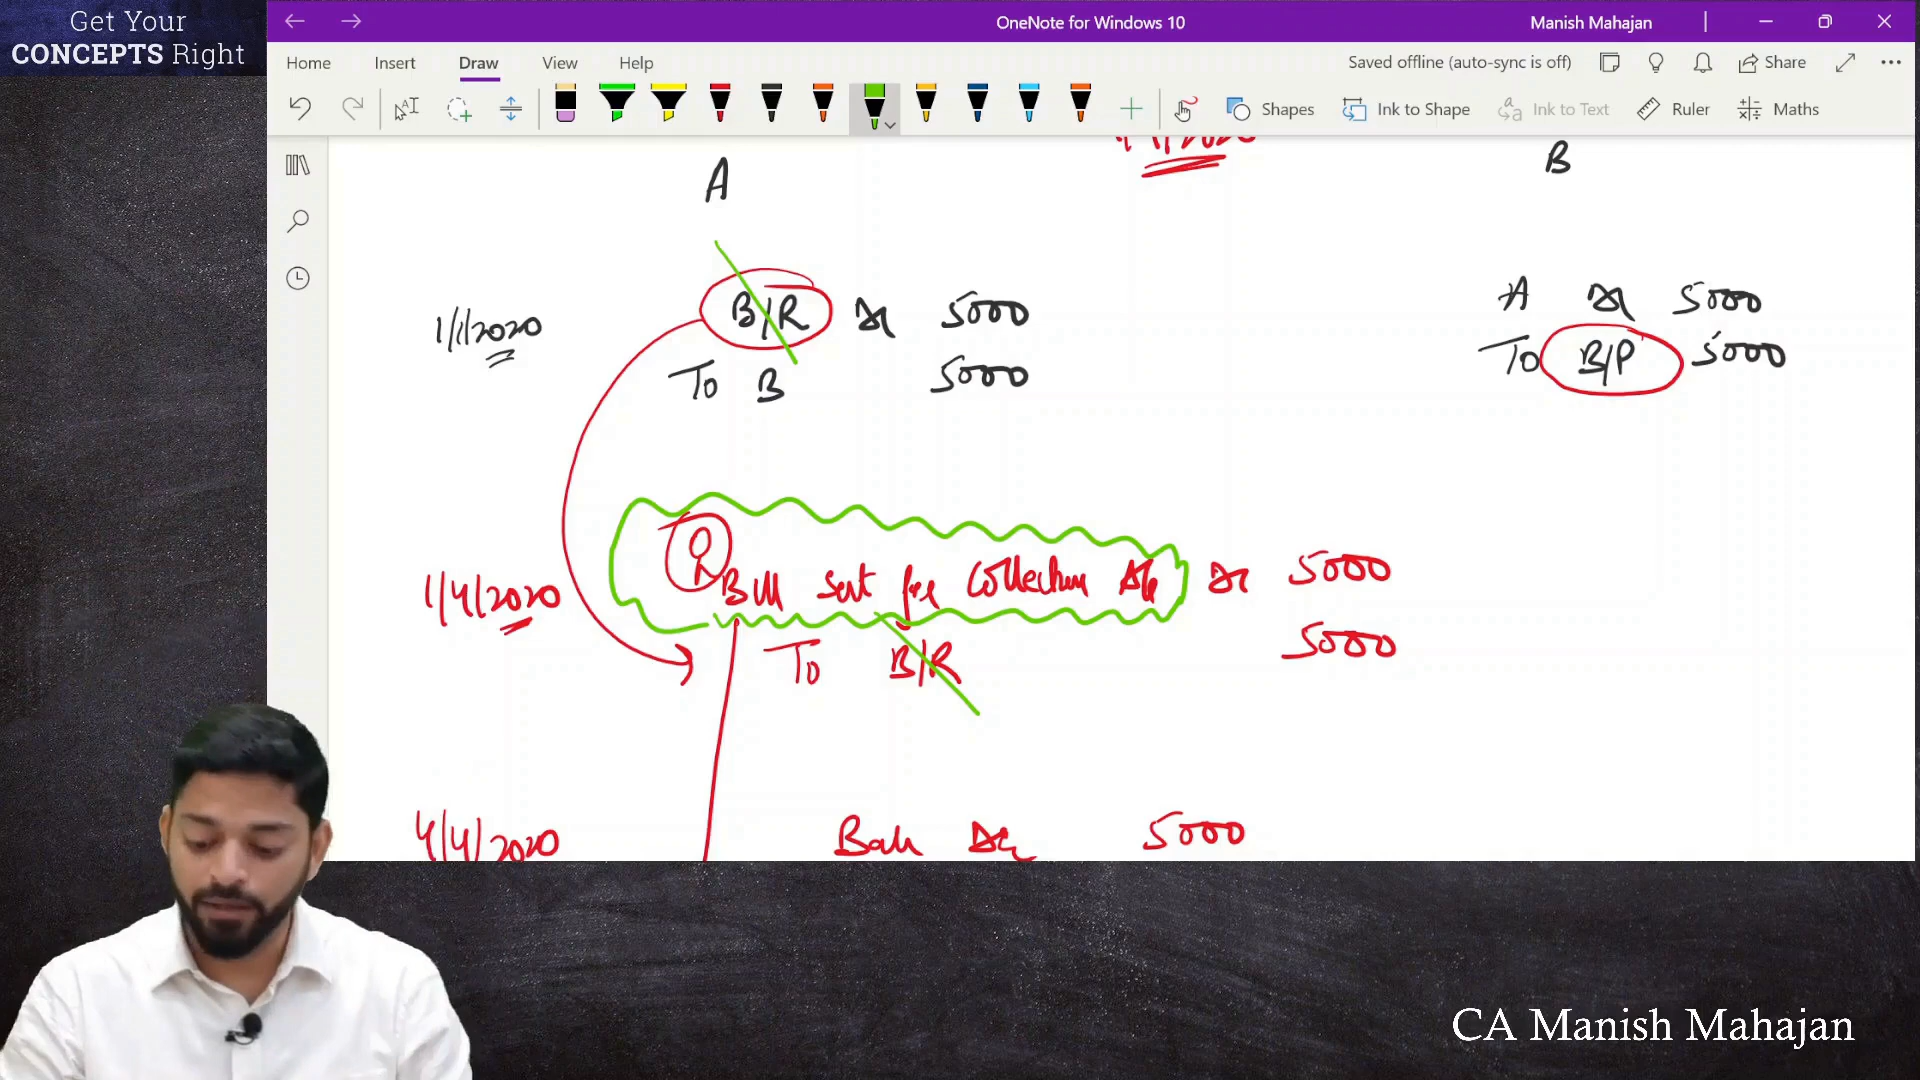 Get Your
CONCEPTS Right
OneNote for Windows 10
Manish Mahajan
Home Insert Draw View Help
Saved offline (auto-sync is off)
Share
Shapes
Ink to Shape
Ink to Text
Ruler
Maths
A
B
1/1/2020
B/R Dr 5000
To B 5000
A Dr 5000
To B/P 5000
1/4/2020
Bill sent for Collection A/c Dr 5000
To B/R 5000
4/4/2020
Bank Dr 5000
CA Manish Mahajan